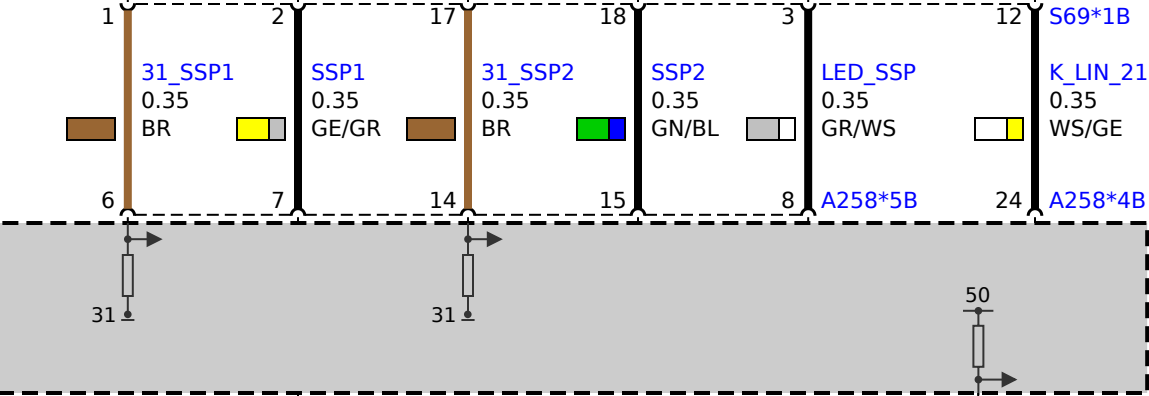 1 2 17 18 3 12 S69*1B
31_SSP1 SSP1 31_SSP2 SSP2 LED_SSP K_LIN_21
0.35 0.35 0.35 0.35 0.35 0.35
BR GE/GR BR GN/BL GR/WS WS/GE
6 7 14 15 8 A258*5B 24 A258*4B
50
31 31